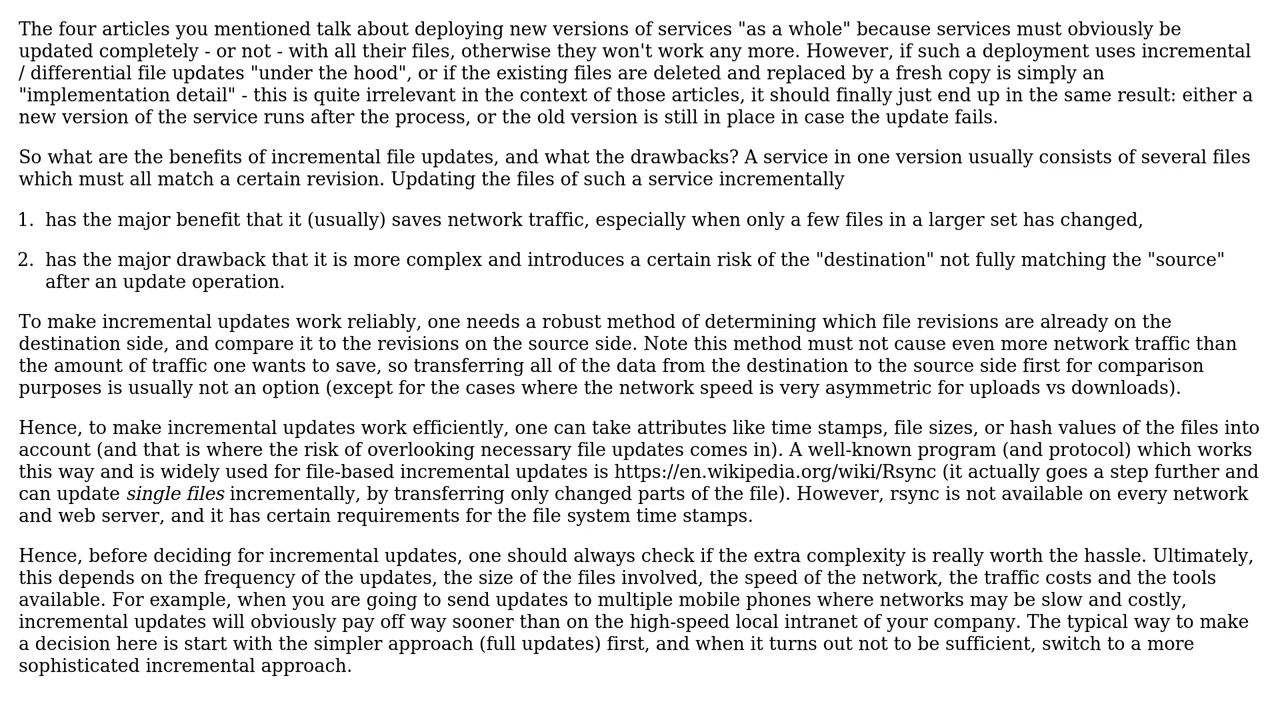 The four articles you mentioned talk about deploying new versions of services "as a whole" because services must obviously be
updated completely - or not - with all their files, otherwise they won't work any more. However, if such a deployment uses incremental
/ differential file updates "under the hood", or if the existing files are deleted and replaced by a fresh copy is simply an
"implementation detail" - this is quite irrelevant in the context of those articles, it should finally just end up in the same result: either a
new version of the service runs after the process, or the old version is still in place in case the update fails.
So what are the benefits of incremental file updates, and what the drawbacks? A service in one version usually consists of several files
which must all match a certain revision. Updating the files of such a service incrementally
1. has the major benefit that it (usually) saves network traffic, especially when only a few files in a larger set has changed,
2. has the major drawback that it is more complex and introduces a certain risk of the "destination" not fully matching the "source"
after an update operation.
To make incremental updates work reliably, one needs a robust method of determining which file revisions are already on the
destination side, and compare it to the revisions on the source side. Note this method must not cause even more network traffic than
the amount of traffic one wants to save, so transferring all of the data from the destination to the source side first for comparison
purposes is usually not an option (except for the cases where the network speed is very asymmetric for uploads vs downloads).
Hence, to make incremental updates work efficiently, one can take attributes like time stamps, file sizes, or hash values of the files into
account (and that is where the risk of overlooking necessary file updates comes in). A well-known program (and protocol) which works
this way and is widely used for file-based incremental updates is https://en.wikipedia.org/wiki/Rsync (it actually goes a step further and
can update single files incrementally, by transferring only changed parts of the file). However, rsync is not available on every network
and web server, and it has certain requirements for the file system time stamps.
Hence, before deciding for incremental updates, one should always check if the extra complexity is really worth the hassle. Ultimately,
this depends on the frequency of the updates, the size of the files involved, the speed of the network, the traffic costs and the tools
available. For example, when you are going to send updates to multiple mobile phones where networks may be slow and costly,
incremental updates will obviously pay off way sooner than on the high-speed local intranet of your company. The typical way to make
a decision here is start with the simpler approach (full updates) first, and when it turns out not to be sufficient, switch to a more
sophisticated incremental approach.